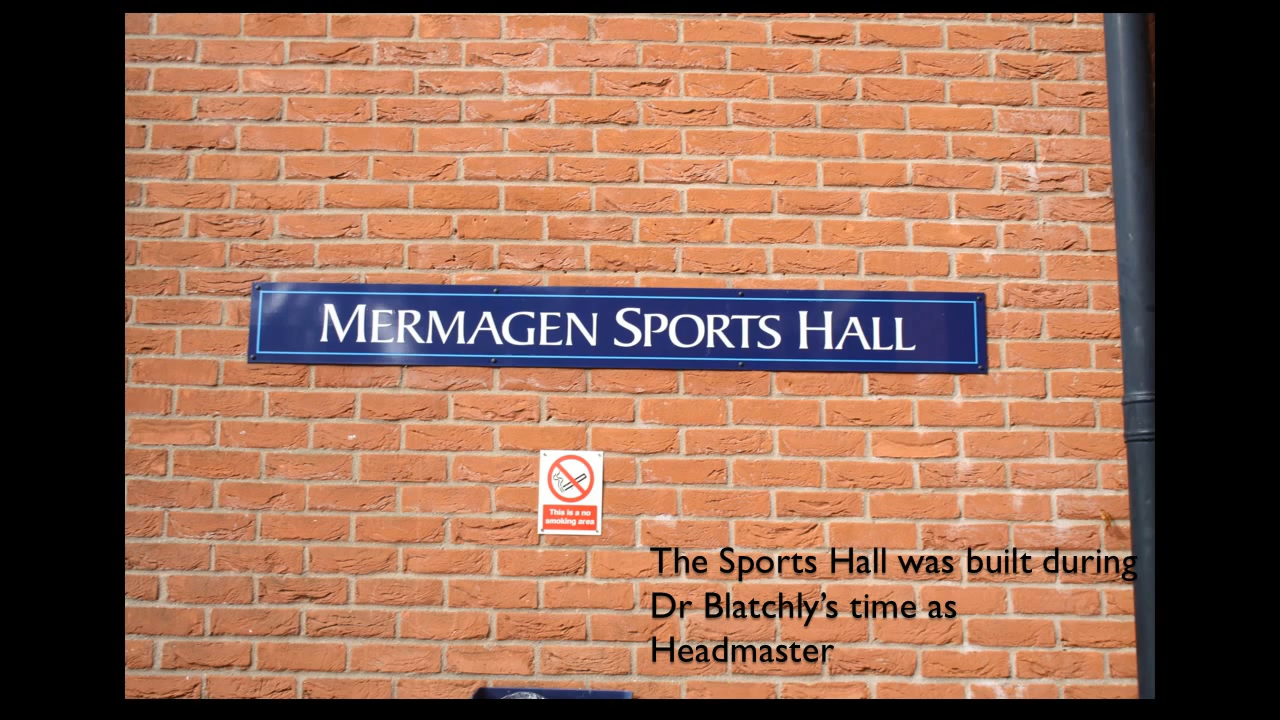 MERMAGEN SPORTS HALL
This is a no
smoking area
The Sports Hall was built during
Dr Blatchly’s time as
Headmaster